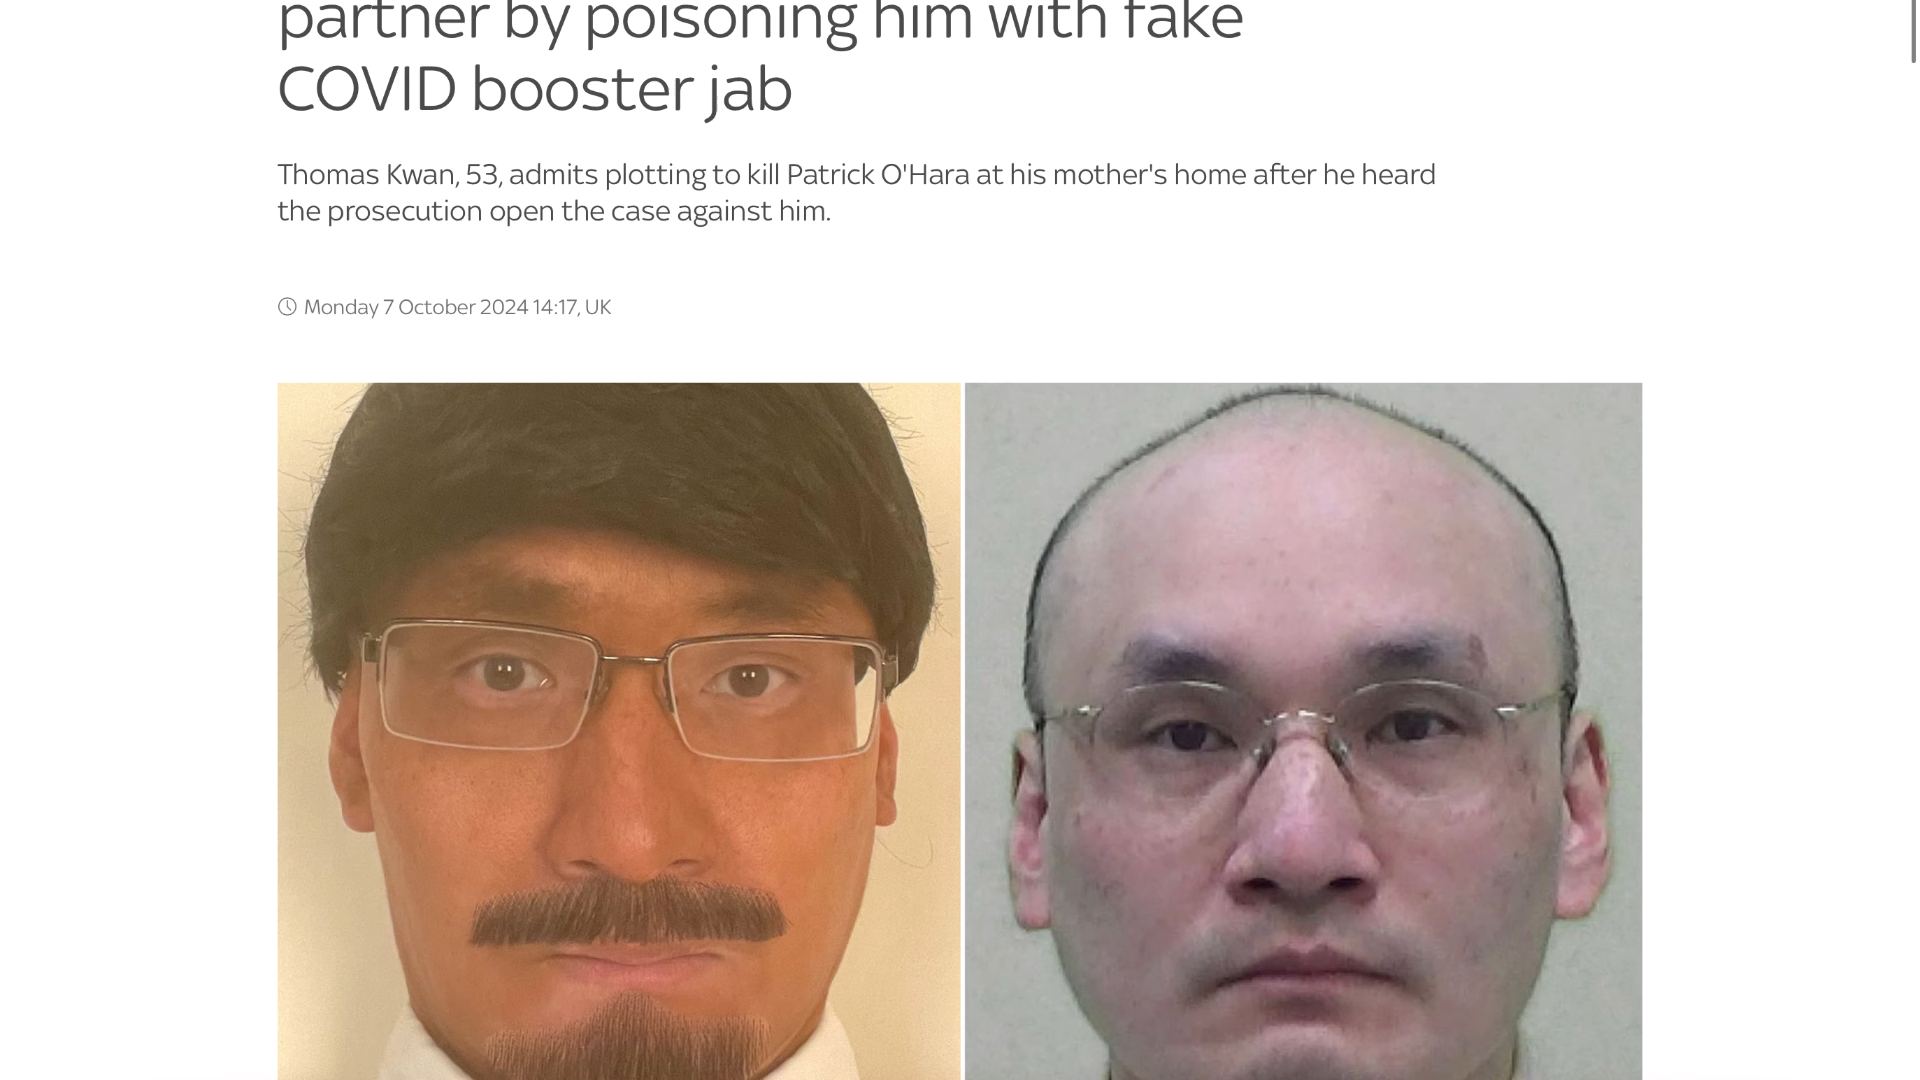 partner by poisoning him with fake
COVID booster jab
Thomas Kwan, 53, admits plotting to kill Patrick O'Hara at his mother's home after he heard
the prosecution open the case against him.
Monday 7 October 2024 14:17, UK